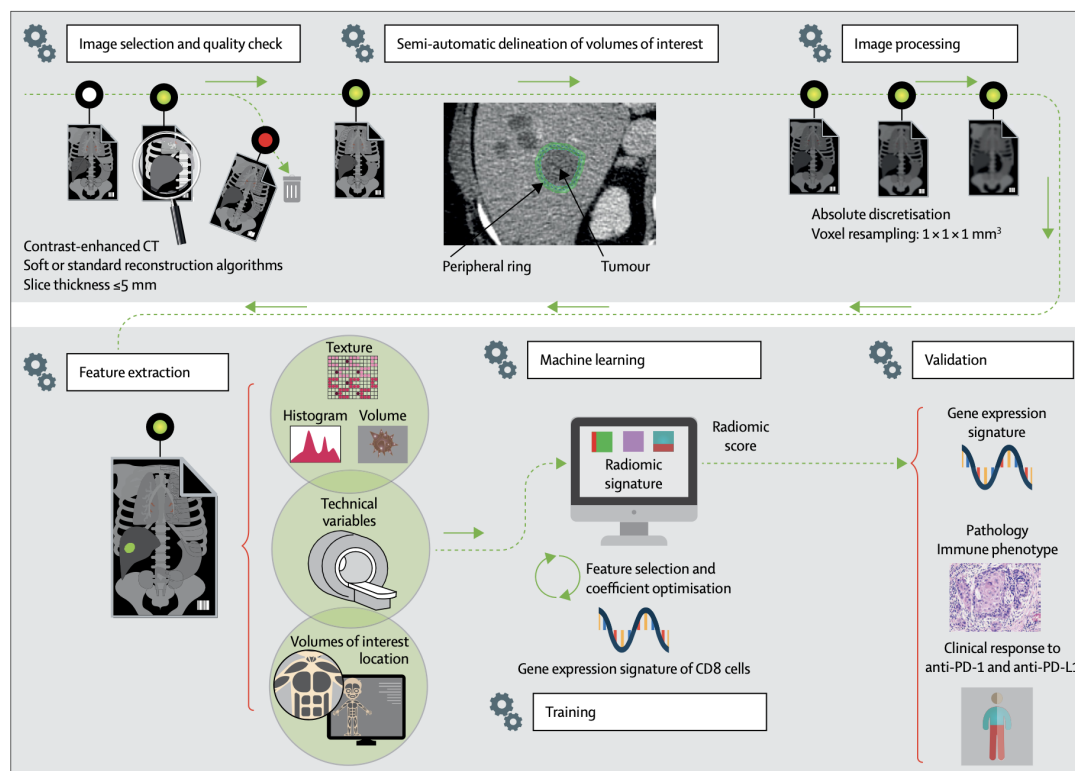 Image selection and quality check
Semi-automatic delineation of volumes of interest
Image processing
Contrast-enhanced CT
Soft or standard reconstruction algorithms
Slice thickness ≤5 mm
Peripheral ring
Tumour
Absolute discretisation
Voxel resampling: 1 × 1 × 1 mm³
Feature extraction
Texture
Histogram
Volume
Technical
variables
Volumes of interest
location
Machine learning
Radiomic
signature
Radiomic
score
Feature selection and
coefficient optimisation
Gene expression signature of CD8 cells
Training
Validation
Gene expression
signature
Pathology
Immune phenotype
Clinical response to
anti-PD-1 and anti-PD-L1